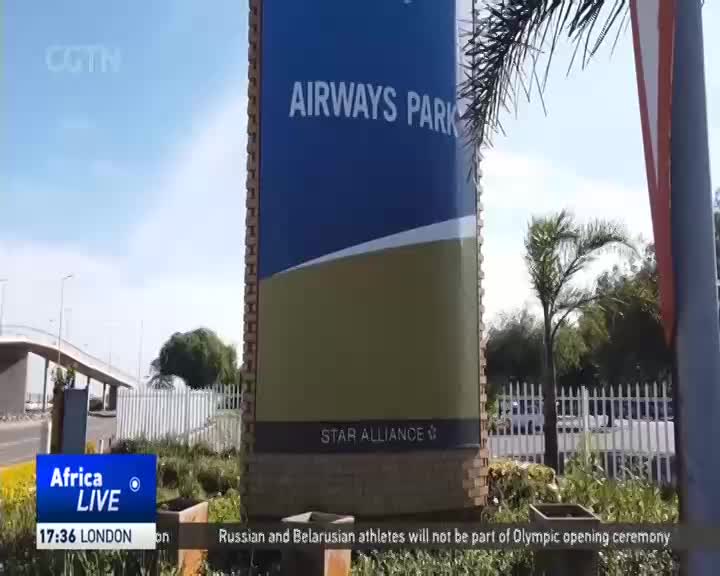 CGTN
AIRWAYS PARK
STAR ALLIANCE
Africa
LIVE
17:36 LONDON
on Russian and Belarusian athletes will not be part of Olympic opening ceremony